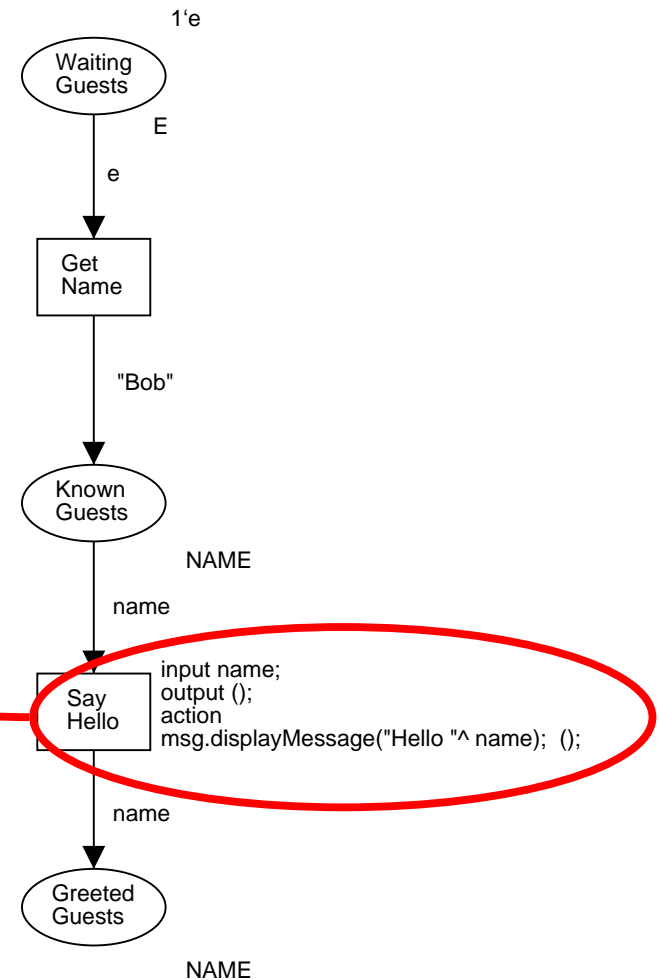 1‘e
Waiting
Guests
E
e
Get
Name
"Bob"
Known
Guests
NAME
name
Say
Hello
input name;
output ();
action
msg.displayMessage("Hello "^ name);  ();
name
Greeted
Guests
NAME